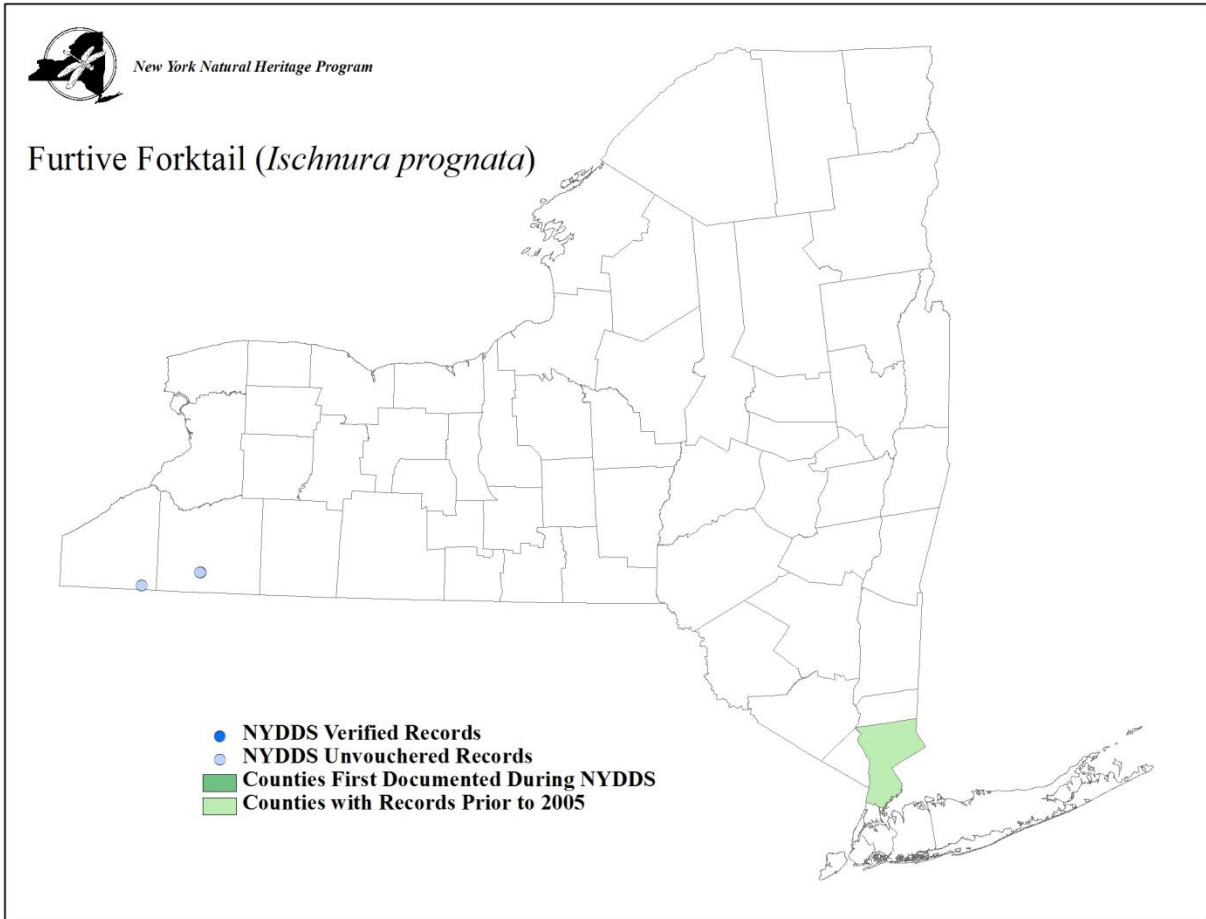 New York Natural Heritage Program
Furtive Forktail (Ischnura prognata)
NYDDS Verified Records
NYDDS Unvouchered Records
Counties First Documented During NYDDS
Counties with Records Prior to 2005